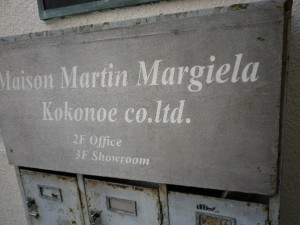 Maison Martin Margiela
Kokonoe co.ltd.
2F Office
3F Showroom